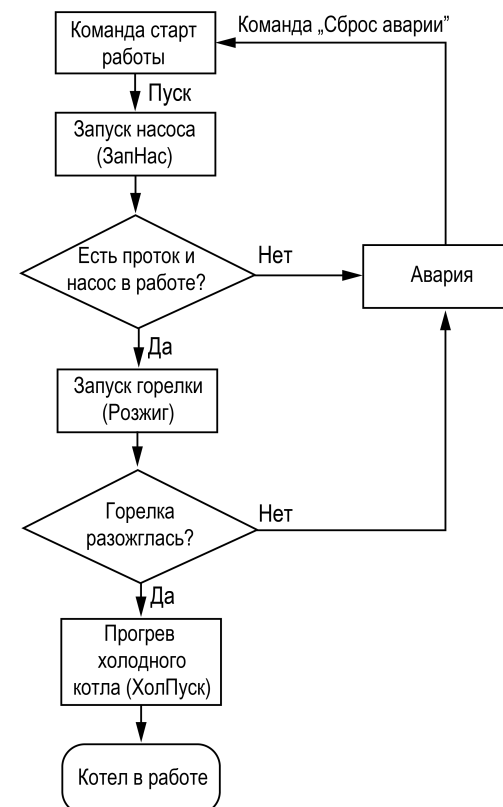 Команда старт
работы
Команда „Сброс аварии”
Пуск
Запуск насоса
(ЗапНас)
Есть проток и
насос в работе?
Нет
Авария
Да
Запуск горелки
(Розжиг)
Горелка
разожглась?
Нет
Да
Прогрев
холодного
котла (ХолПуск)
Котел в работе